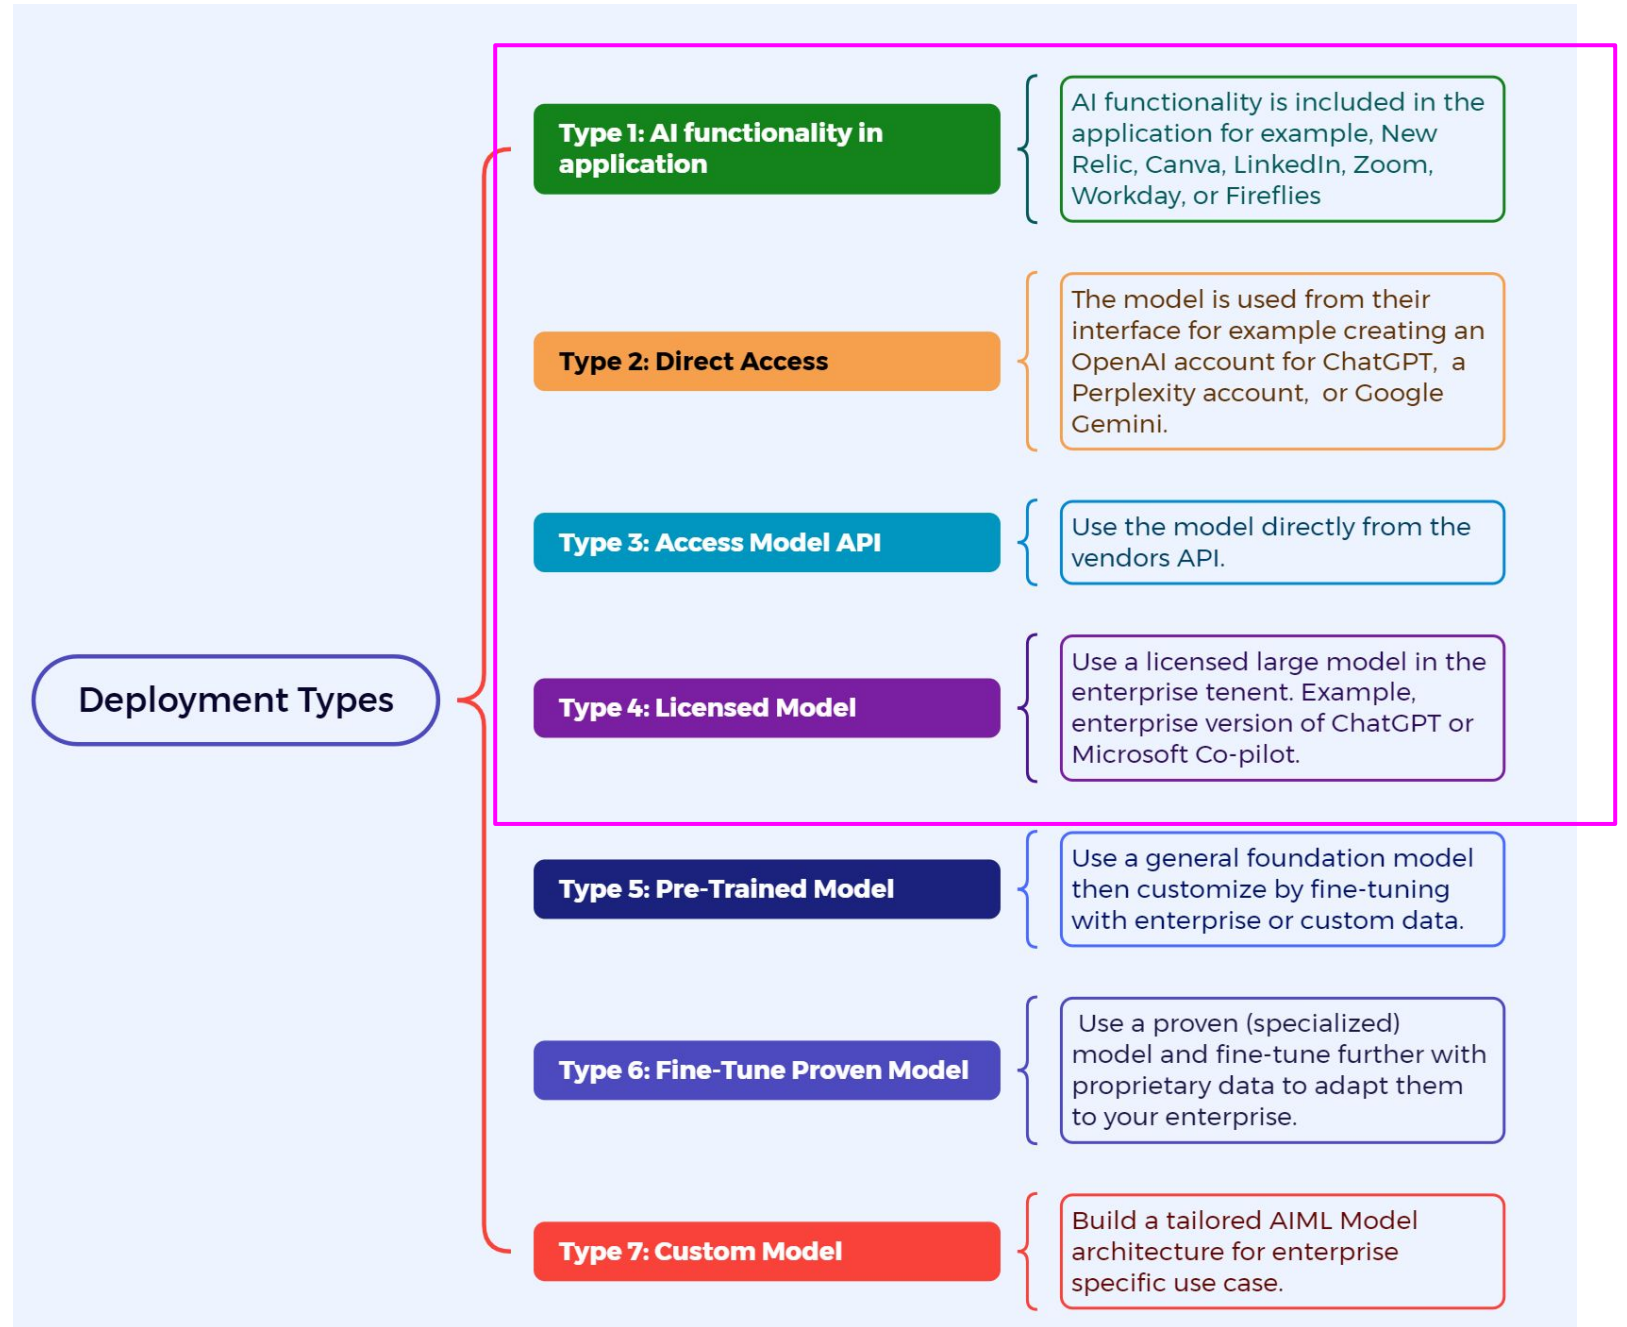 Deployment Types
Type 1: AI functionality in
application
AI functionality is included in the
application for example, New
Relic, Canva, LinkedIn, Zoom,
Workday, or Fireflies
Type 2: Direct Access
The model is used from their
interface for example creating an
OpenAI account for ChatGPT,  a
Perplexity account,  or Google
Gemini.
Type 3: Access Model API
Use the model directly from the
vendors API.
Type 4: Licensed Model
Use a licensed large model in the
enterprise tenent. Example,
enterprise version of ChatGPT or
Microsoft Co-pilot.
Type 5: Pre-Trained Model
Use a general foundation model
then customize by fine-tuning
with enterprise or custom data.
Type 6: Fine-Tune Proven Model
Use a proven (specialized)
model and fine-tune further with
proprietary data to adapt them
to your enterprise.
Type 7: Custom Model
Build a tailored AIML Model
architecture for enterprise
specific use case.